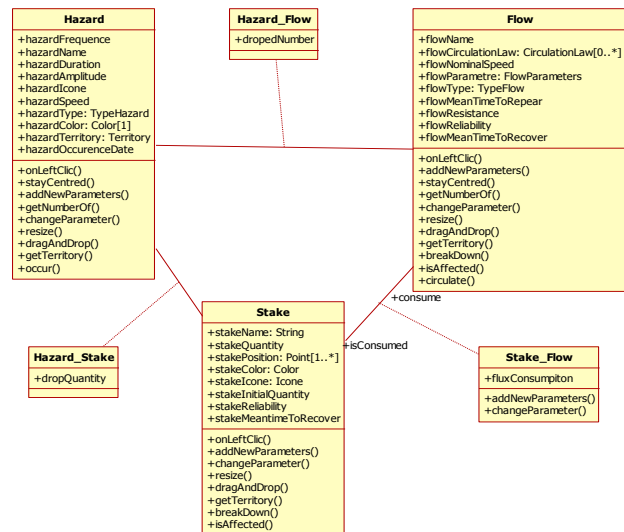 Hazard
+hazardFrequence
+hazardName
+hazardDuration
+hazardAmplitude
+hazardIcone
+hazardSpeed
+hazardType: TypeHazard
+hazardColor: Color[1]
+hazardTerritory: Territory
+hazardOccurenceDate
+onLeftClic()
+stayCentred()
+addNewParameters()
+getNumberOf()
+changeParameter()
+resize()
+dragAndDrop()
+getTerritory()
+occur()
Hazard_Flow
+dropedNumber
Flow
+flowName
+flowCirculationLaw: CirculationLaw[0..*]
+flowNominalSpeed
+flowParametre: FlowParameters
+flowType: TypeFlow
+flowMeanTimeToRepear
+flowResistance
+flowReliability
+flowMeanTimeToRecover
+onLeftClic()
+addNewParameters()
+stayCentred()
+getNumberOf()
+changeParameter()
+resize()
+dragAndDrop()
+getTerritory()
+breakDown()
+isAffected()
+circulate()
+consume
+isConsumed
Hazard_Stake
+dropQuantity
Stake
+stakeName: String
+stakeQuantity
+stakePosition: Point[1..*]
+stakeColor: Color
+stakeIcone: Icone
+stakeInitialQuantity
+stakeReliability
+stakeMeantimeToRecover
+onLeftClic()
+addNewParameters()
+changeParameter()
+resize()
+dragAndDrop()
+getTerritory()
+breakDown()
+isAffected()
Stake_Flow
+fluxConsumpiton
+addNewParameters()
+changeParameter()